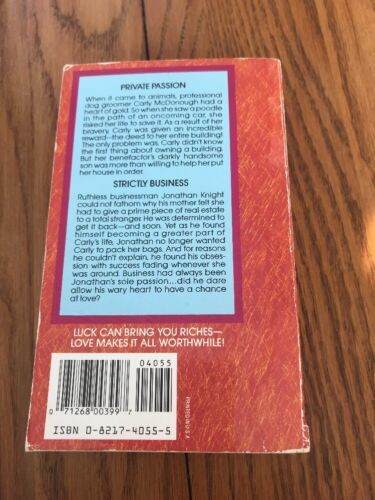 PRIVATE PASSION
When it came to animals, professional
dog groomer Carly McDonough had a
heart of gold. So when she saw a poodle
in the path of an oncoming car, she
risked her life to save it. As a result of her
bravery, Carly was given an incredible
reward—the deed to her entire building!
The only problem was, Carly didn't know
the first thing about owning a building.
But her benefactor's darkly handsome
son was more than willing to help her put
her house in order.
STRICTLY BUSINESS
Ruthless businessman Jonathan Knight
could not fathom why his mother felt she
had to give a prime piece of real estate
to a total stranger. He was determined to
get it back—and soon. Yet as he found
himself becoming a greater part of
Carly's life, Jonathan no longer wanted
Carly to pack her bags. And for reasons
he couldn't explain, he found his obses-
sion with success fading whenever she
was around. Business had always been
Jonathan's sole passion...did he dare
allow his wary heart to have a chance
at love?
LUCK CAN BRING YOU RICHES—
LOVE MAKES IT ALL WORTHWHILE!
04055
0 71268 00399 7
ISBN 0-8217-4055-5
PRINTED IN U.S.A.